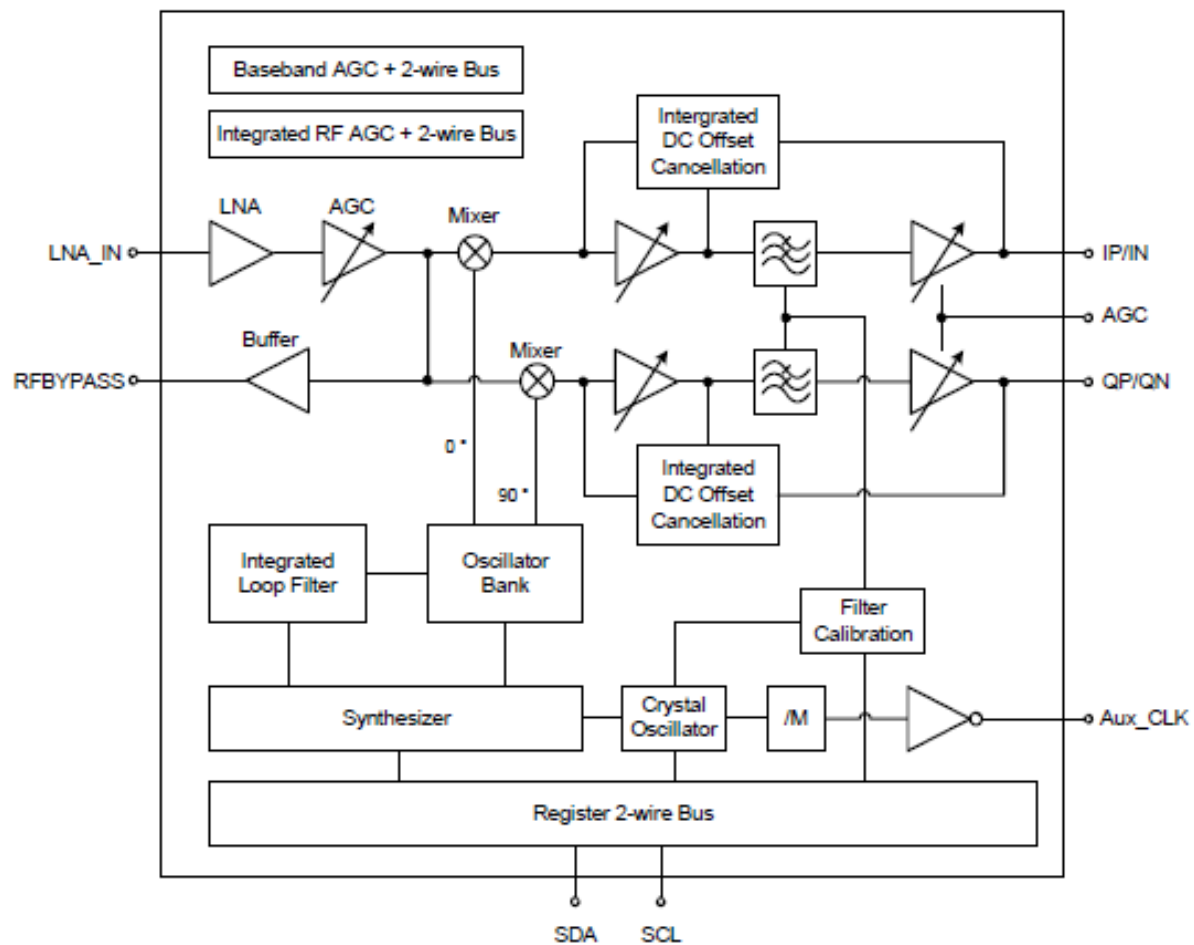 Baseband AGC + 2-wire Bus
Integrated RF AGC + 2-wire Bus
Intergrated
DC Offset
Cancellation
LNA
AGC
Mixer
LNA_IN
IP/IN
AGC
Buffer
Mixer
RFBYPASS
QP/QN
0 °
90 °
Integrated
DC Offset
Cancellation
Integrated
Loop Filter
Oscillator
Bank
Filter
Calibration
Synthesizer
Crystal
Oscillator
/M
Aux_CLK
Register 2-wire Bus
SDA
SCL